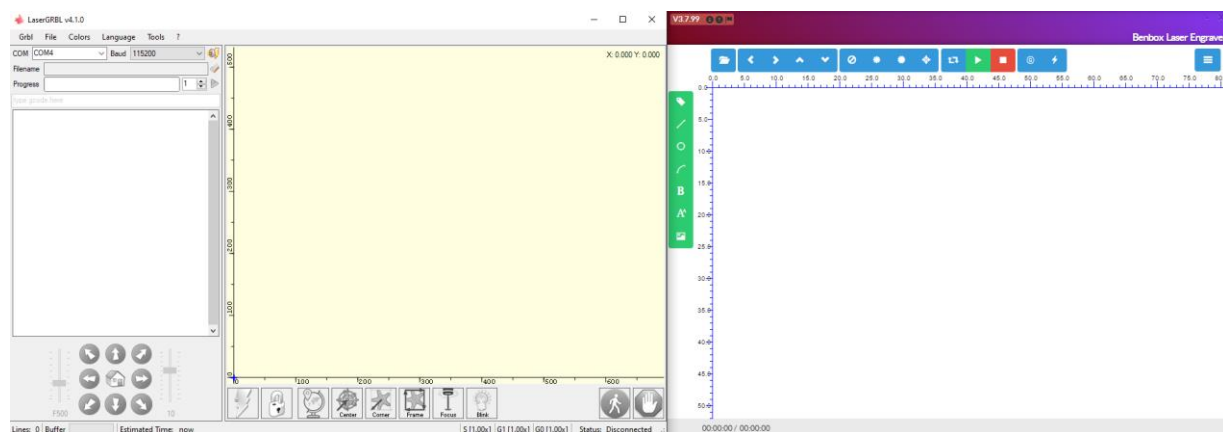 LaserGRBL v4.1.0
Grbl File Colors Language Tools ?
COM COM4 Baud 115200
Filename
Progress 1
type gcode here
X: 0.000 Y: 0.000
500
400
300
200
100
0
0 100 200 300 400 500 600
F500 10
Center Corner Frame Focus Blink
Lines: 0 Buffer Estimated Time: now S [1.00x] G1 [1.00x] G0 [1.00x] Status: Disconnected
V3.7.99
Benbox Laser Engrave
0.0 5.0 10.0 15.0 20.0 25.0 30.0 35.0 40.0 45.0 50.0 55.0 60.0 65.0 70.0 75.0 80
0.0
5.0
10.0
15.0
B
A
20.0
25.0
30.0
35.0
40.0
45.0
50.0
00:00:00 / 00:00:00